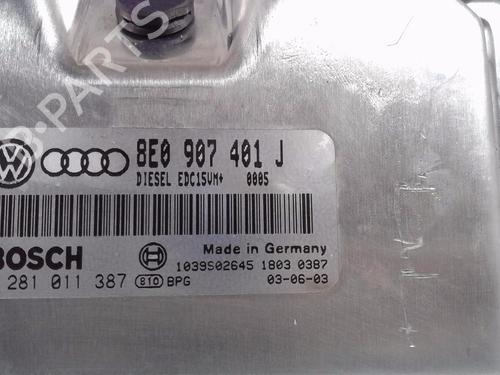 8E0 907 401 J
DIESEL EDC15VM+ 0005
BOSCH
Made in Germany
1039S02645 1803 0387
281 011 387 810 BPG 03-06-03